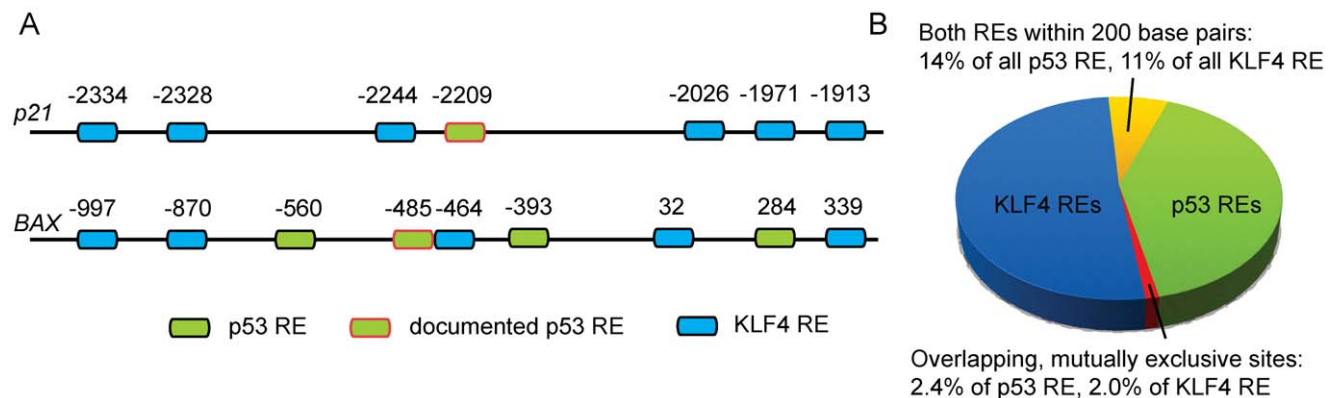 A
-2334 -2328 -2244 -2209 -2026 -1971 -1913
p21
-997 -870 -560 -485 -464 -393 32 284 339
BAX
p53 RE documented p53 RE KLF4 RE
B
Both REs within 200 base pairs:
14% of all p53 RE, 11% of all KLF4 RE
KLF4 REs p53 REs
Overlapping, mutually exclusive sites:
2.4% of p53 RE, 2.0% of KLF4 RE